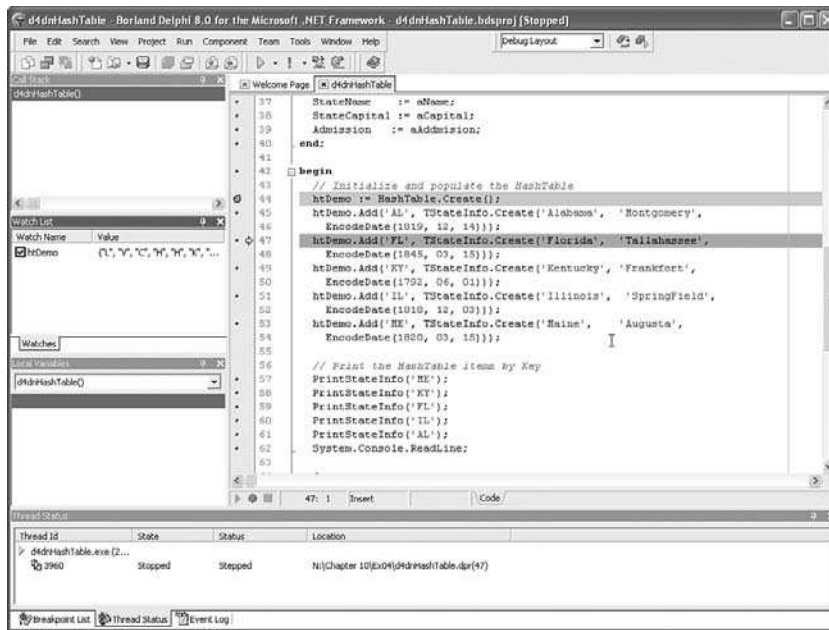 d4dnHashTable - Borland Delphi 8.0 for the Microsoft .NET Framework - d4dnHashTable.bdsproj [Stopped]
File Edit Search View Project Run Component Team Tools Window Help
Debug Layout
Call Stack
d4dnHashTable()
Welcome Page d4dnHashTable
37 StateName := aName;
38 StateCapital := aCapital;
39 Admission := aAddmision;
40 end;
41
42 begin
43 // Initialize and populate the HashTable
44 htDemo := HashTable.Create();
45 htDemo.Add('AL', TStateInfo.Create('Alabama', 'Montgomery',
46 EncodeDate(1819, 12, 14)));
47 htDemo.Add('FL', TStateInfo.Create('Florida', 'Tallahassee',
48 EncodeDate(1845, 03, 15)));
49 htDemo.Add('KY', TStateInfo.Create('Kentucky', 'Frankfort',
50 EncodeDate(1792, 06, 01)));
51 htDemo.Add('IL', TStateInfo.Create('Illinois', 'SpringField',
52 EncodeDate(1818, 12, 03)));
53 htDemo.Add('ME', TStateInfo.Create('Maine', 'Augusta',
54 EncodeDate(1820, 03, 15)));
55
56 // Print the HashTable items by Key
57 PrintStateInfo('ME');
58 PrintStateInfo('KY');
59 PrintStateInfo('FL');
60 PrintStateInfo('IL');
61 PrintStateInfo('AL');
62 System.Console.ReadLine;
63
Watch List
Watch Name Value
htDemo
Watches
Local Variables
d4dnHashTable()
47: 1 Insert Code
Thread Status
Thread Id State Status Location
d4dnHashTable.exe (2...
3960 Stopped Stepped N:\Chapter 10\Ex04\d4dnHashTable.dpr(47)
Breakpoint List Thread Status Event Log